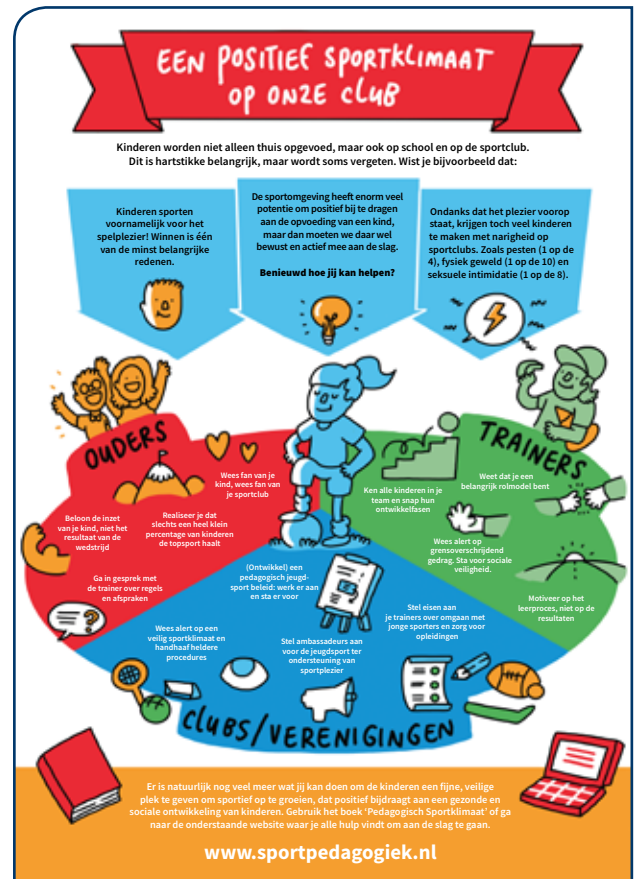 EEN POSITIEF SPORTKLIMAAT
OP ONZE CLUB
Kinderen worden niet alleen thuis opgevoed, maar ook op school en op de sportclub.
Dit is hartstikke belangrijk, maar wordt soms vergeten. Wist je bijvoorbeeld dat:
Kinderen sporten
voornamelijk voor het
spelplezier! Winnen is één
van de minst belangrijke
redenen.
De sportomgeving heeft enorm veel
potentie om positief bij te dragen
aan de opvoeding van een kind,
maar dan moeten we daar wel
bewust en actief mee aan de slag.
Benieuwd hoe jij kan helpen?
Ondanks dat het plezier voorop
staat, krijgen toch veel kinderen
te maken met narigheid op
sportclubs. Zoals pesten (1 op de
4), fysiek geweld (1 op de 10) en
seksuele intimidatie (1 op de 8).
OUDERS
Wees fan van je
kind, wees fan van
je sportclub
Beloon de inzet
van je kind, niet het
resultaat van de
wedstrijd
Realiseer je dat
slechts een heel klein
percentage van kinderen
de topsport haalt
Ga in gesprek met
de trainer over regels
en afspraken
TRAINERS
Weet dat je een
belangrijk rolmodel bent
Ken alle kinderen in je
team en snap hun
ontwikkelfasen
Wees alert op
grensoverschrijdend
gedrag. Sta voor sociale
veiligheid.
Motiveer op het
leerproces, niet op de
resultaten
(Ontwikkel) een
pedagogisch jeugd-
sport beleid: werk er aan
en sta er voor
Wees alert op een
veilig sportklimaat en
handhaaf heldere
procedures
Stel ambassadeurs aan
voor de jeugdsport ter
ondersteuning van
sportplezier
Stel eisen aan
je trainers over omgaan met
jonge sporters en zorg voor
opleidingen
CLUBS/VERENIGINGEN
Er is natuurlijk nog veel meer wat jij kan doen om de kinderen een fijne, veilige
plek te geven om sportief op te groeien, dat positief bijdraagt aan een gezonde en
sociale ontwikkeling van kinderen. Gebruik het boek 'Pedagogisch Sportklimaat' of ga
naar de onderstaande website waar je alle hulp vindt om aan de slag te gaan.
www.sportpedagogiek.nl